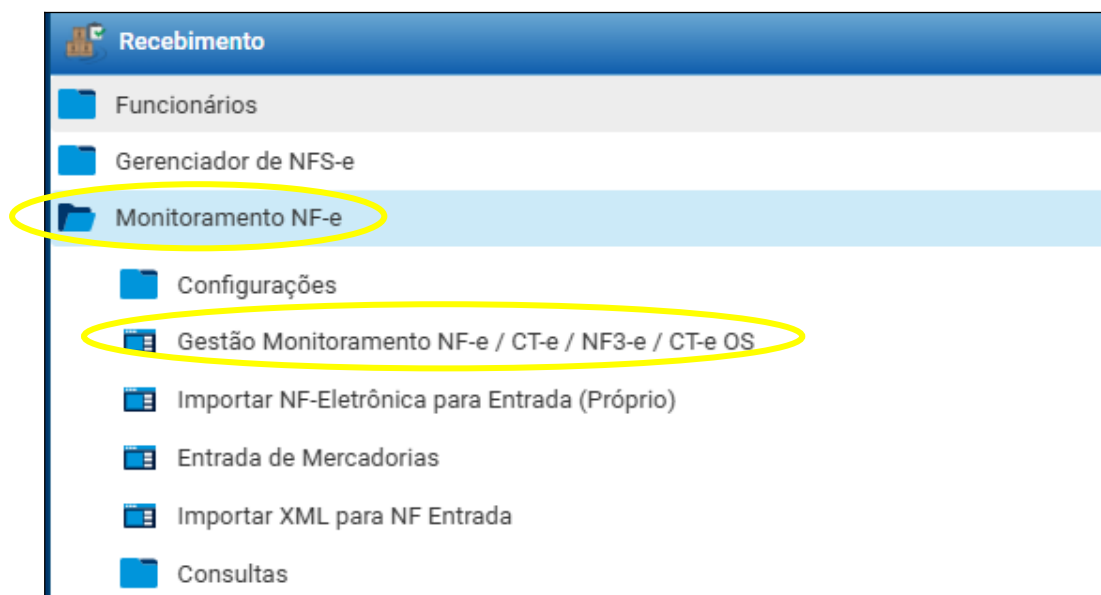 Recebimento
Funcionários
Gerenciador de NFS-e
Monitoramento NF-e
Configurações
Gestão Monitoramento NF-e / CT-e / NF3-e / CT-e OS
Importar NF-Eletrônica para Entrada (Próprio)
Entrada de Mercadorias
Importar XML para NF Entrada
Consultas